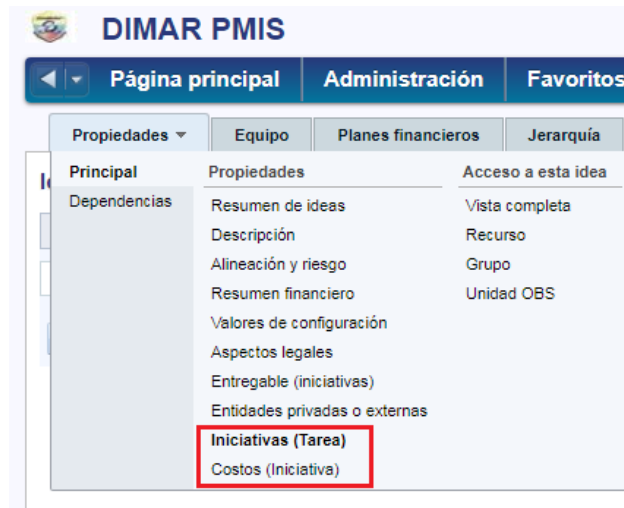 DIMAR PMIS
Página principal Administración Favoritos
Propiedades Equipo Planes financieros Jerarquía
Principal Propiedades Acceso a esta idea
Dependencias Resumen de ideas Vista completa
Descripción Recurso
Alineación y riesgo Grupo
Resumen financiero Unidad OBS
Valores de configuración
Aspectos legales
Entregable (iniciativas)
Entidades privadas o externas
Iniciativas (Tarea)
Costos (Iniciativa)